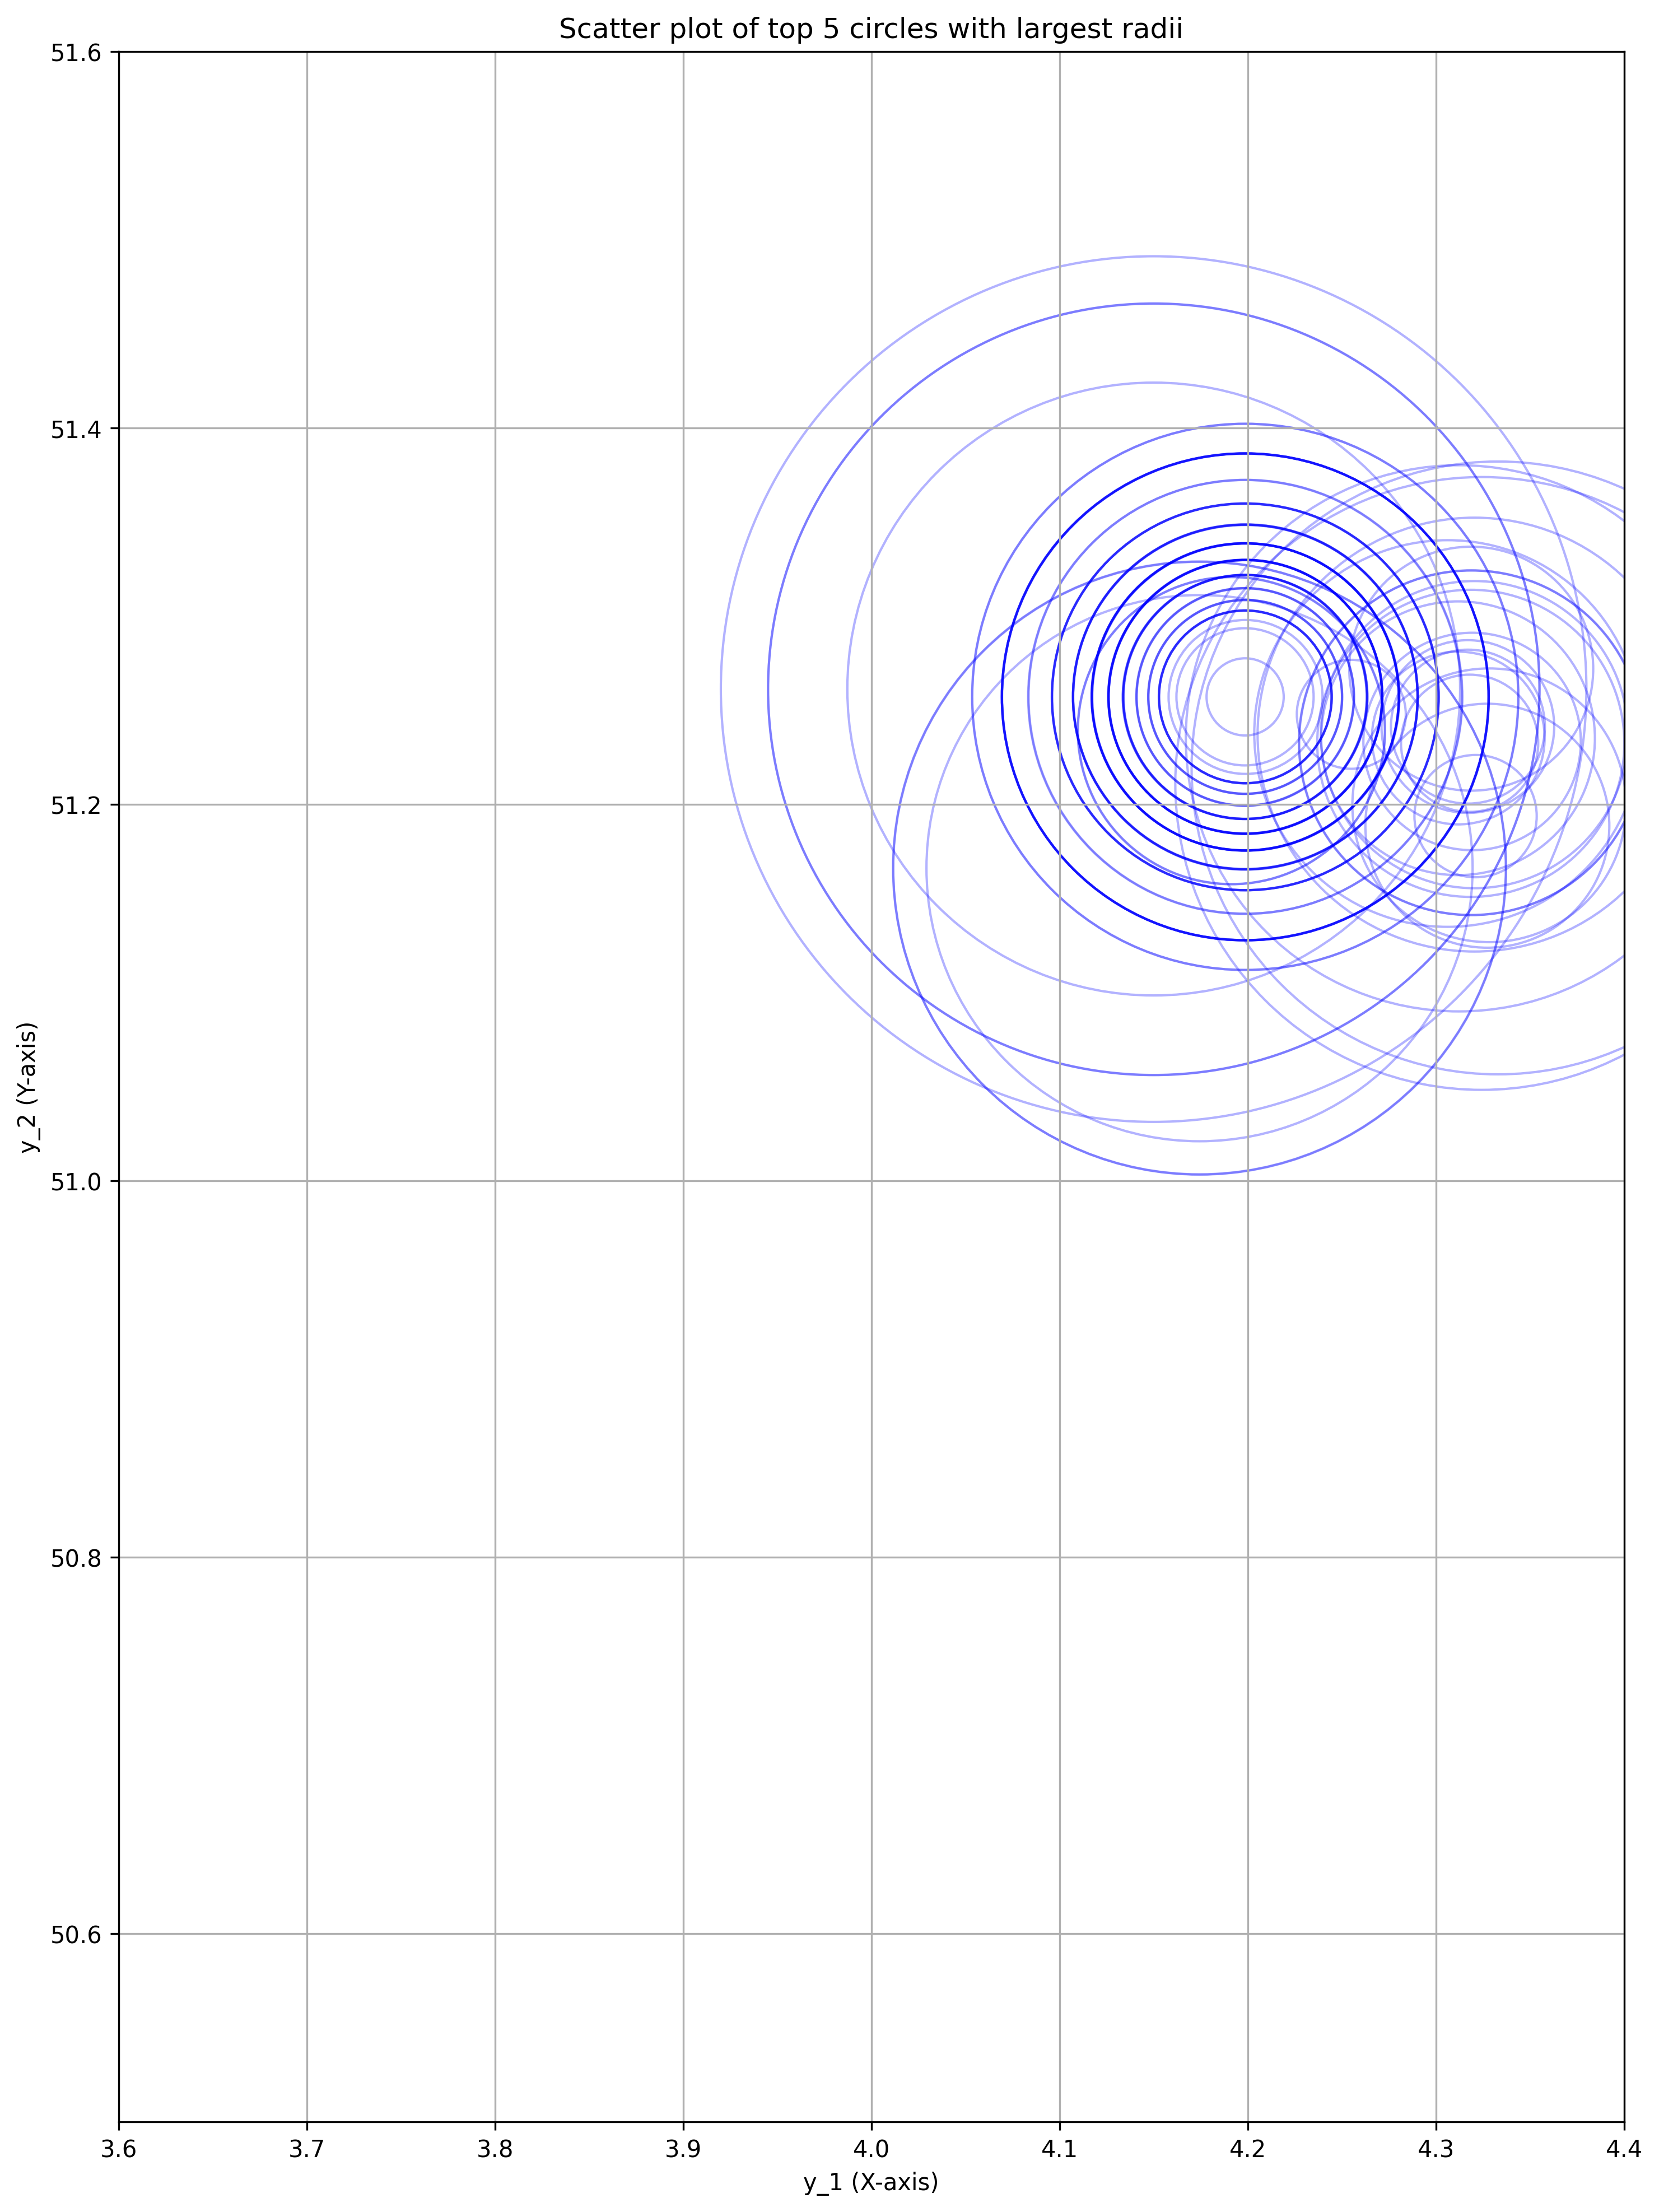 Scatter plot of top 5 circles with largest radii
51.6
51.4
51.2
51.0
50.8
50.6
y_2 (Y-axis)
3.6 3.7 3.8 3.9 4.0 4.1 4.2 4.3 4.4
y_1 (X-axis)